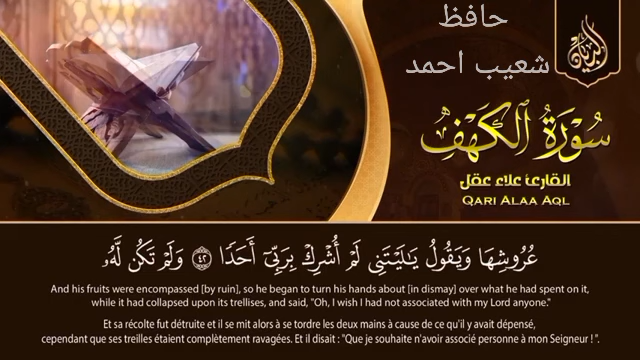 حافظ
شعیب احمد
البرهان
سُورَةُ الْكَهْفِ
القارئ علاء عقل
QARI ALAA AQL
عُرُوشِهَا وَيَقُولُ يَٰلَيْتَنِى لَمْ أُشْرِكْ بِرَبِّىٓ أَحَدًا ٤٢ وَلَمْ تَكُن لَّهُۥ
And his fruits were encompassed [by ruin], so he began to turn his hands about [in dismay] over what he had spent on it,
while it had collapsed upon its trellises, and said, "Oh, I wish I had not associated with my Lord anyone."
Et sa récolte fut détruite et il se mit alors à se tordre les deux mains à cause de ce qu'il y avait dépensé,
cependant que ses treilles étaient complètement ravagées. Et il disait : "Que je souhaite n'avoir associé personne à mon Seigneur ! ".